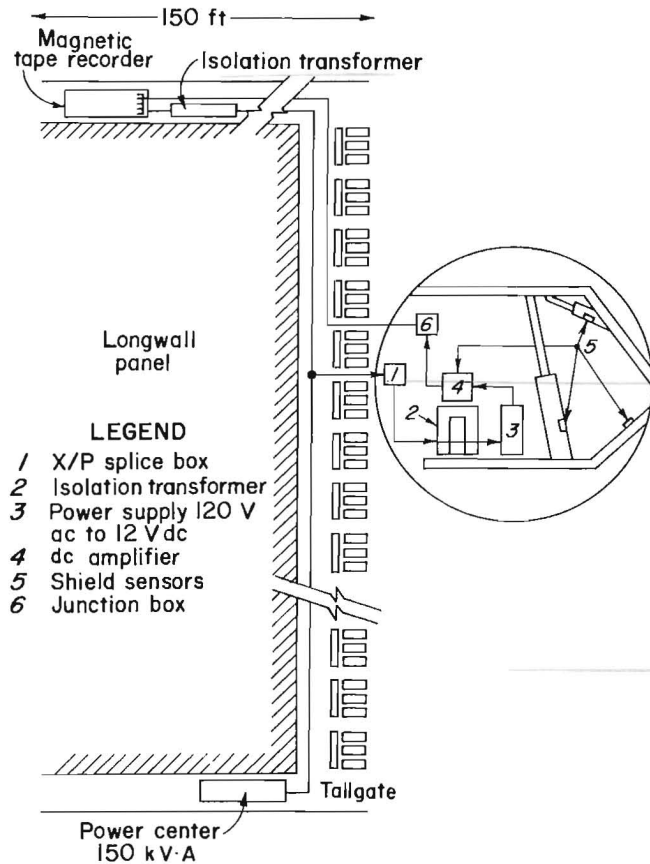 150 ft
Magnetic
tape recorder
Isolation transformer
Longwall
panel
6
1
4
5
2
3
LEGEND
1 X/P splice box
2 Isolation transformer
3 Power supply 120 V
ac to 12 V dc
4 dc amplifier
5 Shield sensors
6 Junction box
Tailgate
Power center
150 kV·A